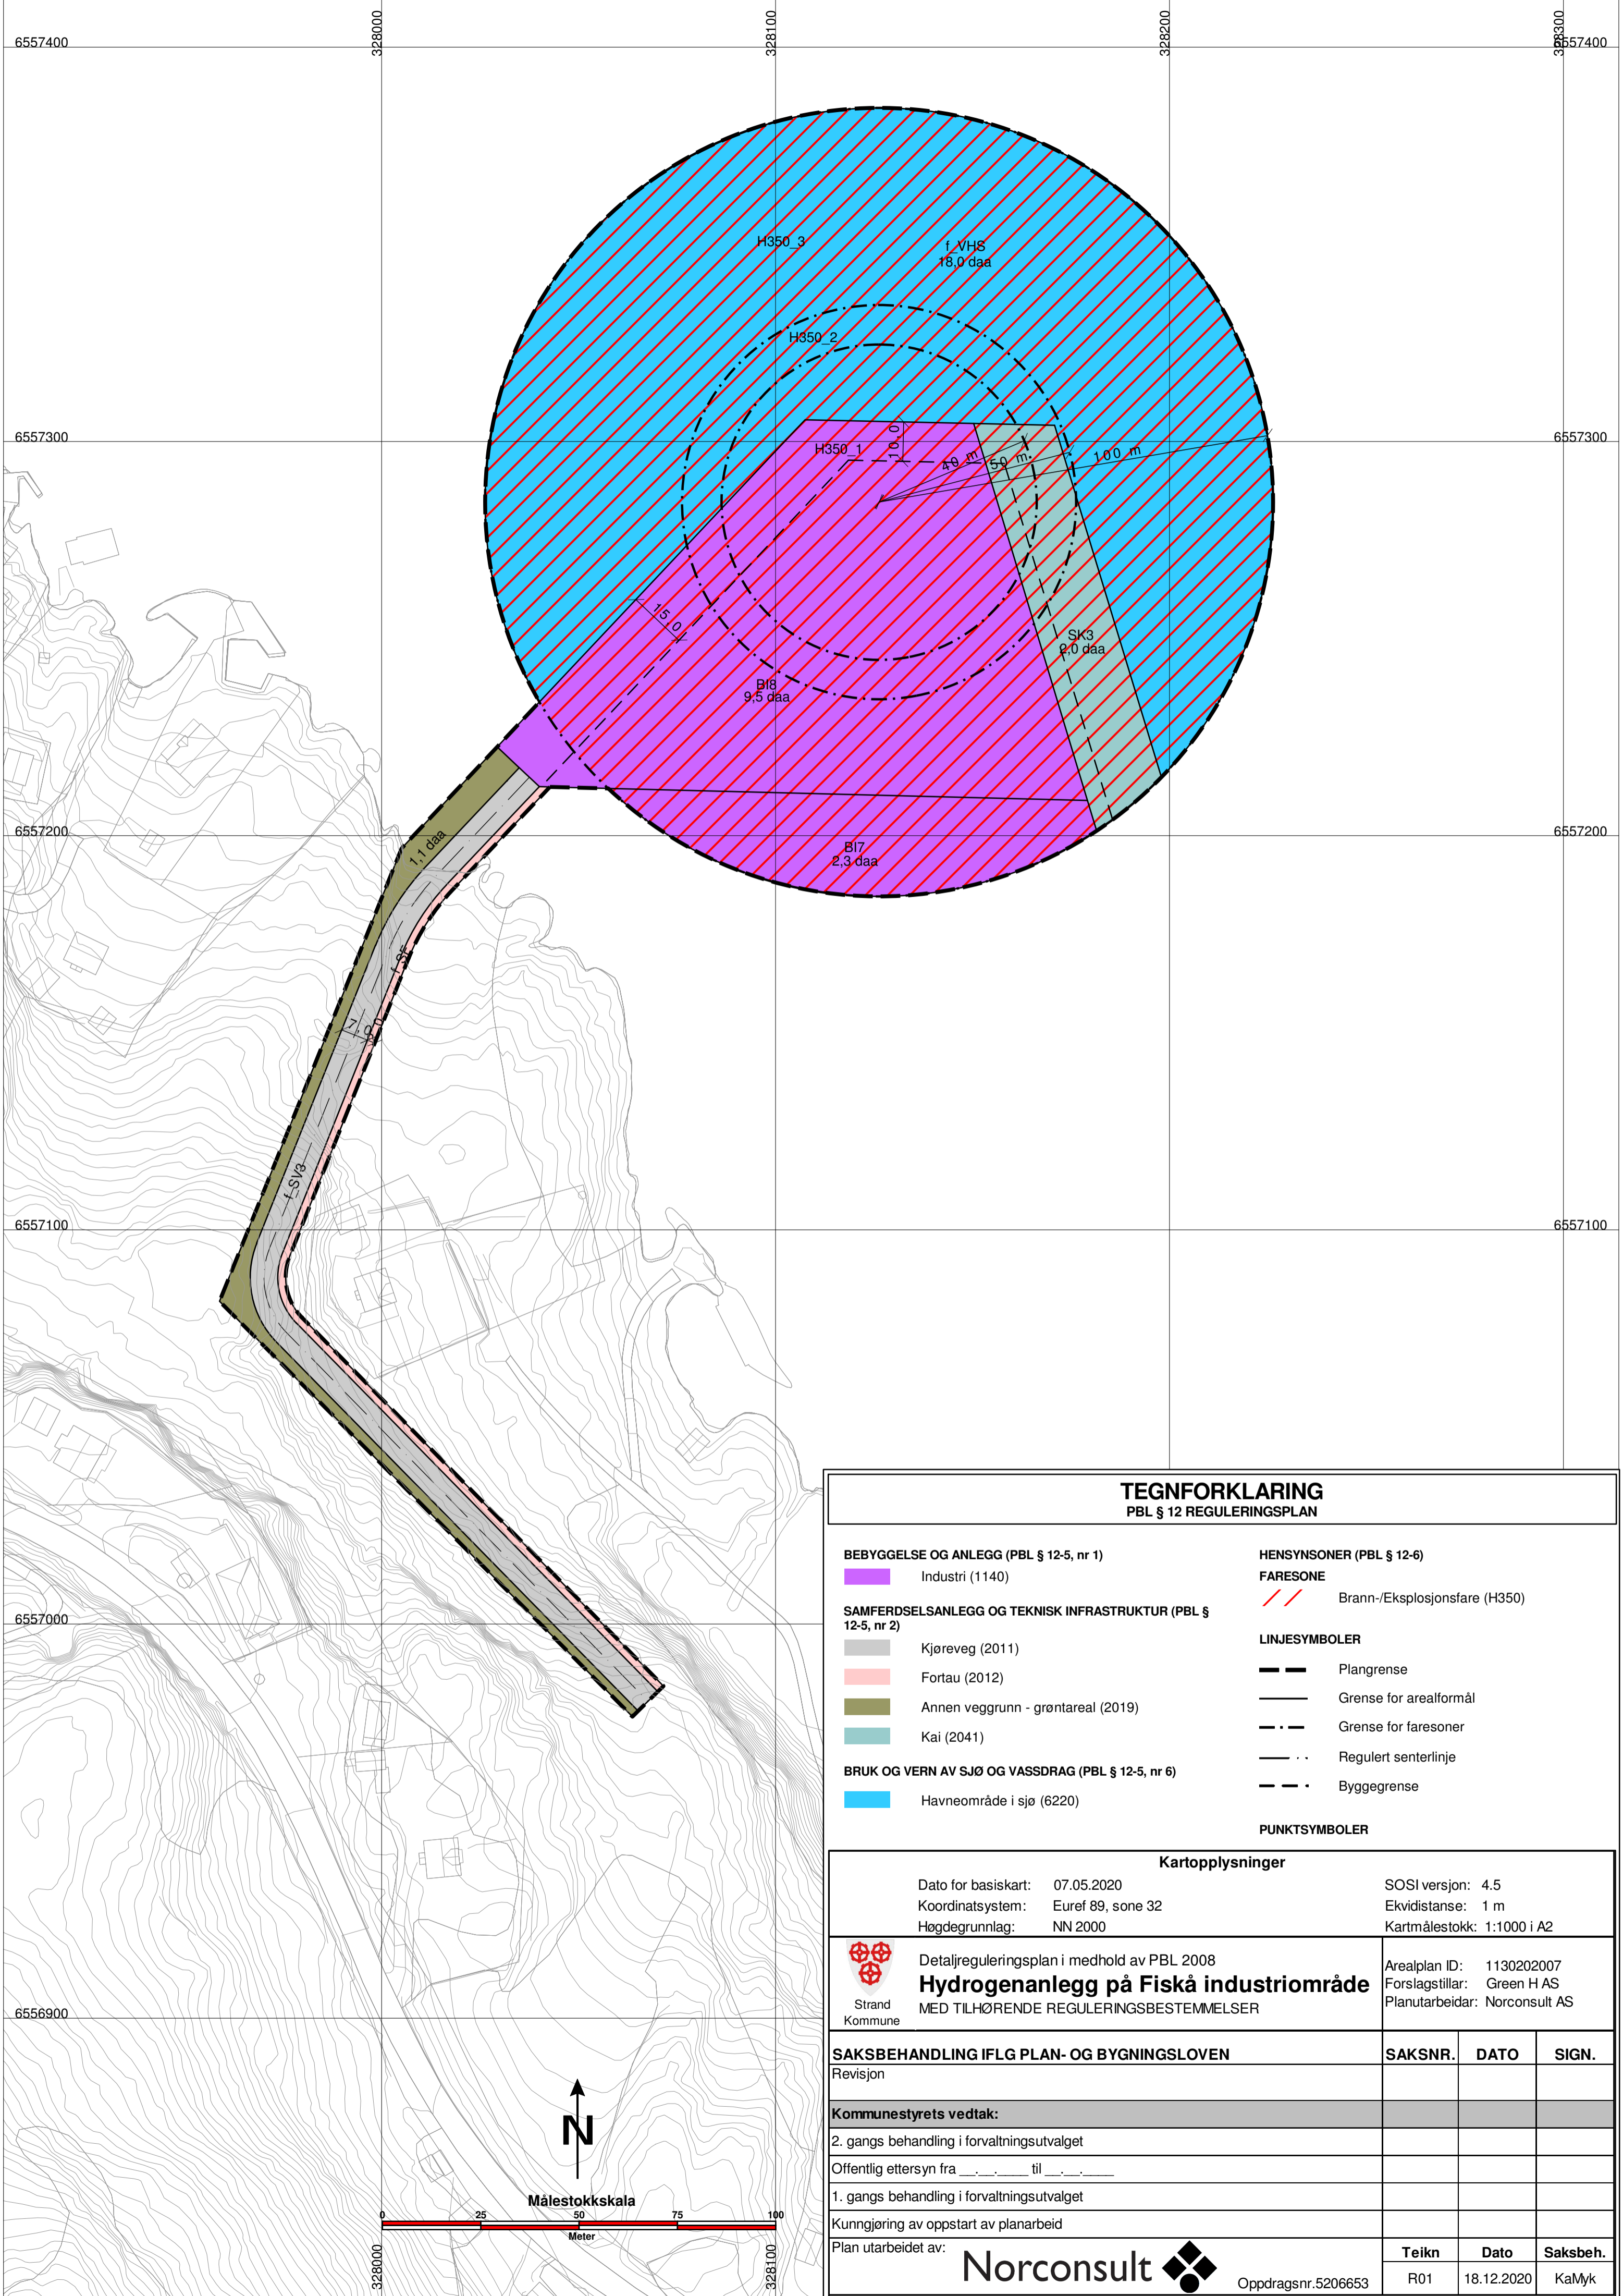 328000
328100
328200
328300
6557400
6557400
H350_3
f_VHS
18,0 daa
H350_2
6557300
6557300
H350_1
10,0
40 m
50 m
100 m
15,0
SK3
2,0 daa
BI8
9,5 daa
6557200
6557200
1,1 daa
BI7
2,3 daa
f_SF
7,0
f_SV3
6557100
6557100
6557000
6556900
TEGNFORKLARING
PBL § 12 REGULERINGSPLAN
BEBYGGELSE OG ANLEGG (PBL § 12-5, nr 1)
Industri (1140)
SAMFERDSELSANLEGG OG TEKNISK INFRASTRUKTUR (PBL §
12-5, nr 2)
Kjøreveg (2011)
Fortau (2012)
Annen veggrunn - grøntareal (2019)
Kai (2041)
BRUK OG VERN AV SJØ OG VASSDRAG (PBL § 12-5, nr 6)
Havneområde i sjø (6220)
HENSYNSONER (PBL § 12-6)
FARESONE
Brann-/Eksplosjonsfare (H350)
LINJESYMBOLER
Plangrense
Grense for arealformål
Grense for faresoner
Regulert senterlinje
Byggegrense
PUNKTSYMBOLER
Kartopplysninger
Dato for basiskart: 07.05.2020
Koordinatsystem: Euref 89, sone 32
Høgdegrunnlag: NN 2000
SOSI versjon: 4.5
Ekvidistanse: 1 m
Kartmålestokk: 1:1000 i A2
Strand
Kommune
Detaljreguleringsplan i medhold av PBL 2008
Hydrogenanlegg på Fiskå industriområde
MED TILHØRENDE REGULERINGSBESTEMMELSER
Arealplan ID: 1130202007
Forslagstillar: Green H AS
Planutarbeidar: Norconsult AS
SAKSBEHANDLING IFLG PLAN- OG BYGNINGSLOVEN SAKSNR. DATO SIGN.
Revisjon
Kommunestyrets vedtak:
2. gangs behandling i forvaltningsutvalget
Offentlig ettersyn fra __.__.____ til __.__.____
1. gangs behandling i forvaltningsutvalget
Kunngjøring av oppstart av planarbeid
Plan utarbeidet av:
Norconsult
Oppdragsnr.5206653
Teikn Dato Saksbeh.
R01 18.12.2020 KaMyk
N
Målestokkskala
0 25 50 75 100
Meter
328000
328100